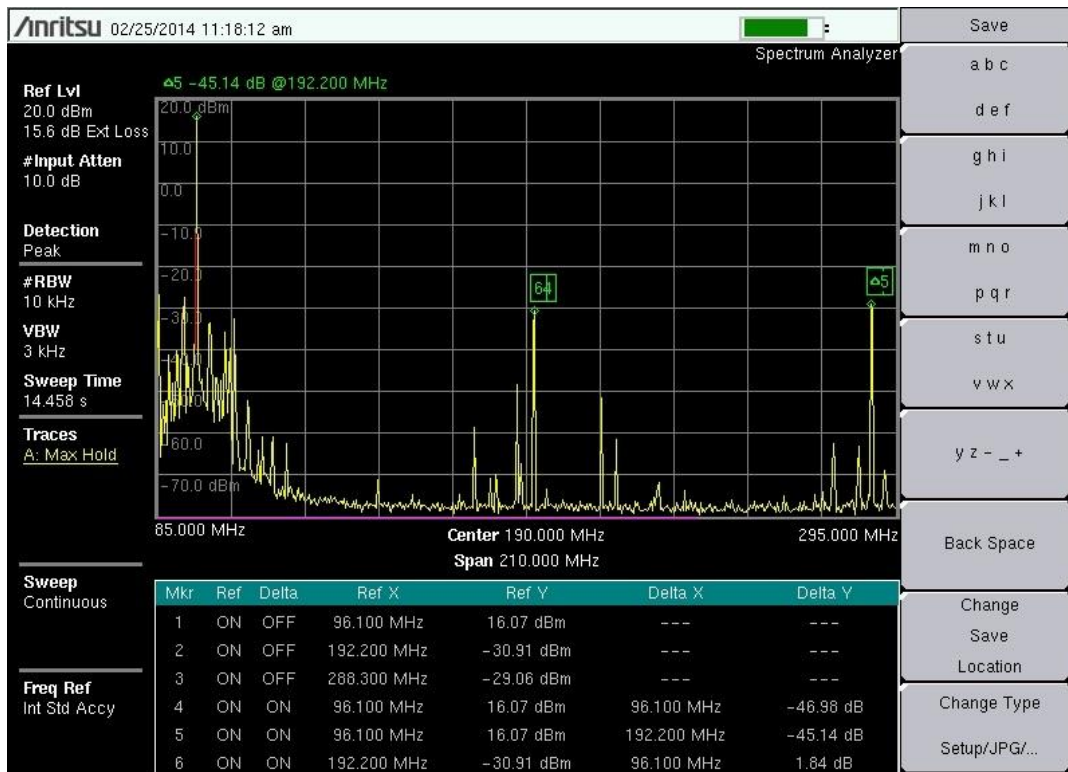 Anritsu 02/25/2014 11:18:12 am
Spectrum Analyzer
Ref Lvl
20.0 dBm
15.6 dB Ext Loss
#Input Atten
10.0 dB
Detection
Peak
#RBW
10 kHz
VBW
3 kHz
Sweep Time
14.458 s
Traces
A: Max Hold
Sweep
Continuous
Freq Ref
Int Std Accy
▵5 -45.14 dB @192.200 MHz
20.0 dBm
10.0
0.0
-10.0
-20.0
64
▵5
-60.0
-70.0 dBm
85.000 MHz
Center 190.000 MHz
295.000 MHz
Span 210.000 MHz
Mkr Ref Delta Ref X Ref Y Delta X Delta Y
1 ON OFF 96.100 MHz 16.07 dBm --- ---
2 ON OFF 192.200 MHz -30.91 dBm --- ---
3 ON OFF 288.300 MHz -29.06 dBm --- ---
4 ON ON 96.100 MHz 16.07 dBm 96.100 MHz -46.98 dB
5 ON ON 96.100 MHz 16.07 dBm 192.200 MHz -45.14 dB
6 ON ON 192.200 MHz -30.91 dBm 96.100 MHz 1.84 dB
Save
a b c
d e f
g h i
j k l
m n o
p q r
s t u
v w x
y z - _ +
Back Space
Change
Save
Location
Change Type
Setup/JPG/...